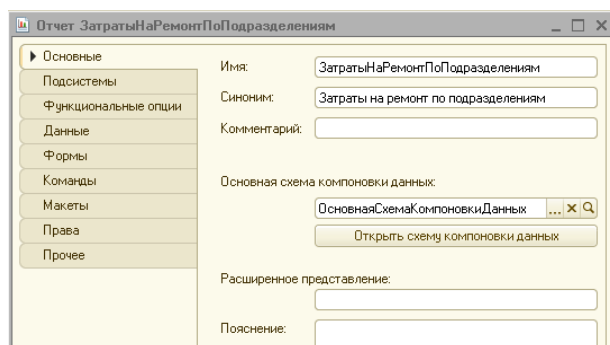 Отчет ЗатратыНаРемонтПоПодразделениям
Основные
Подсистемы
Функциональные опции
Данные
Формы
Команды
Макеты
Права
Прочее
Имя: ЗатратыНаРемонтПоПодразделениям
Синоним: Затраты на ремонт по подразделениям
Комментарий:
Основная схема компоновки данных:
ОсновнаяСхемаКомпоновкиДанных ...
Открыть схему компоновки данных
Расширенное представление:
Пояснение: